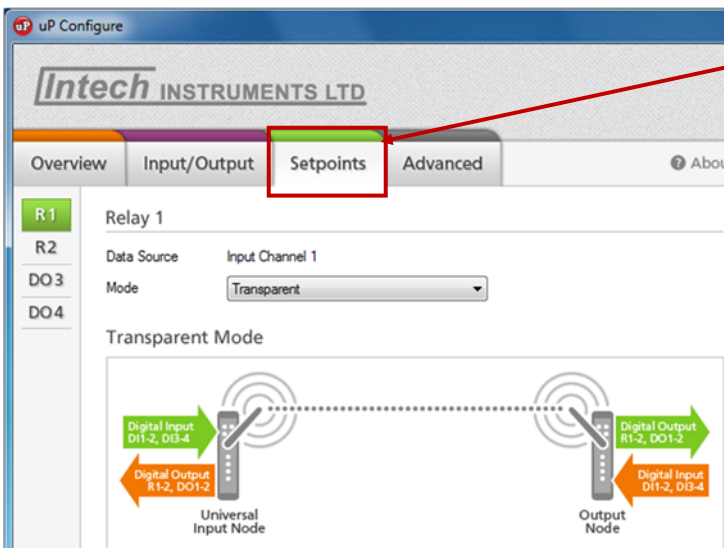 uP uP Configure
Intech INSTRUMENTS LTD
Overview Input/Output Setpoints Advanced
R1 Relay 1
R2
Data Source Input Channel 1
DO3
Mode Transparent
DO4
Transparent Mode
Digital Input
DI1-2, DI3-4
Digital Output
R1-2, DO1-2
Universal
Input Node
Digital Output
R1-2, DO1-2
Digital Input
DI1-2, DI3-4
Output
Node